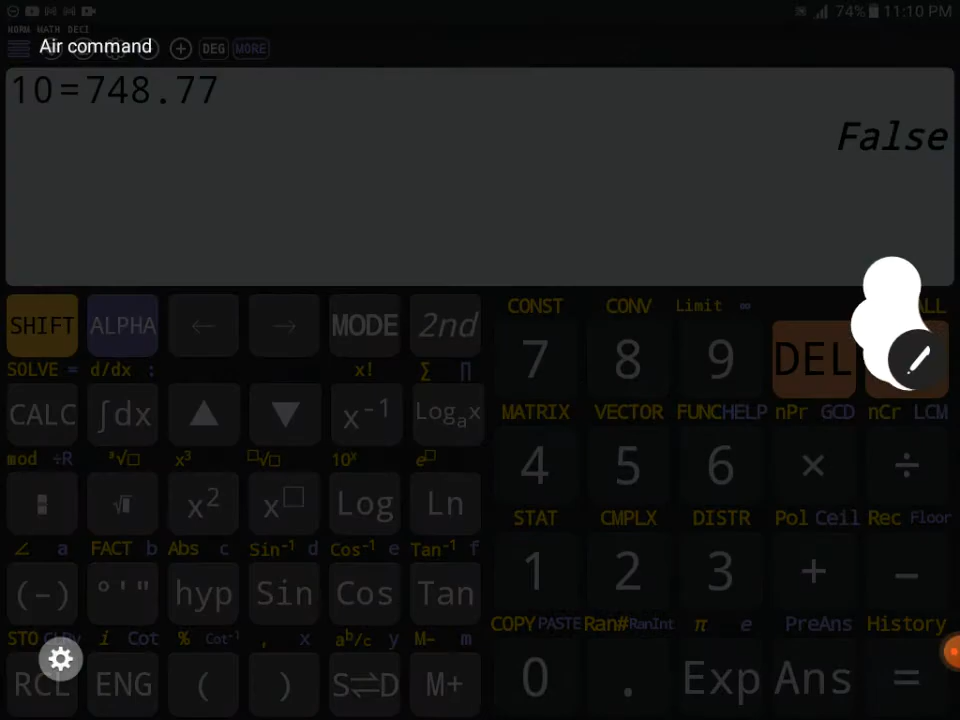 74% 11:10 PM
NORM MATH DECI
Air command
DEG MORE
10=748.77
False
CONST CONV Limit ∞
SHIFT ALPHA ← → MODE 2nd 7 8 9 DEL
SOLVE = d/dx : x! ∑ ∏
MATRIX VECTOR FUNC HELP nPr GCD nCr LCM
CALC ∫dx ▲ ▼ x⁻¹ Logₐx
4 5 6 × ÷
mod ÷R ³√□ x³ □√□ 10ˣ e□
√ x² x□ Log Ln
STAT CMPLX DISTR Pol Ceil Rec Floor
∠ a FACT b Abs c Sin⁻¹ d Cos⁻¹ e Tan⁻¹ f
(−) °'" hyp Sin Cos Tan 1 2 3 + −
COPY PASTE Ran# RanInt π e PreAns History
STO i Cot % Cot⁻¹ , x aᵇ/c y M− m
RCL ENG ( ) S⇌D M+ 0 . Exp Ans =